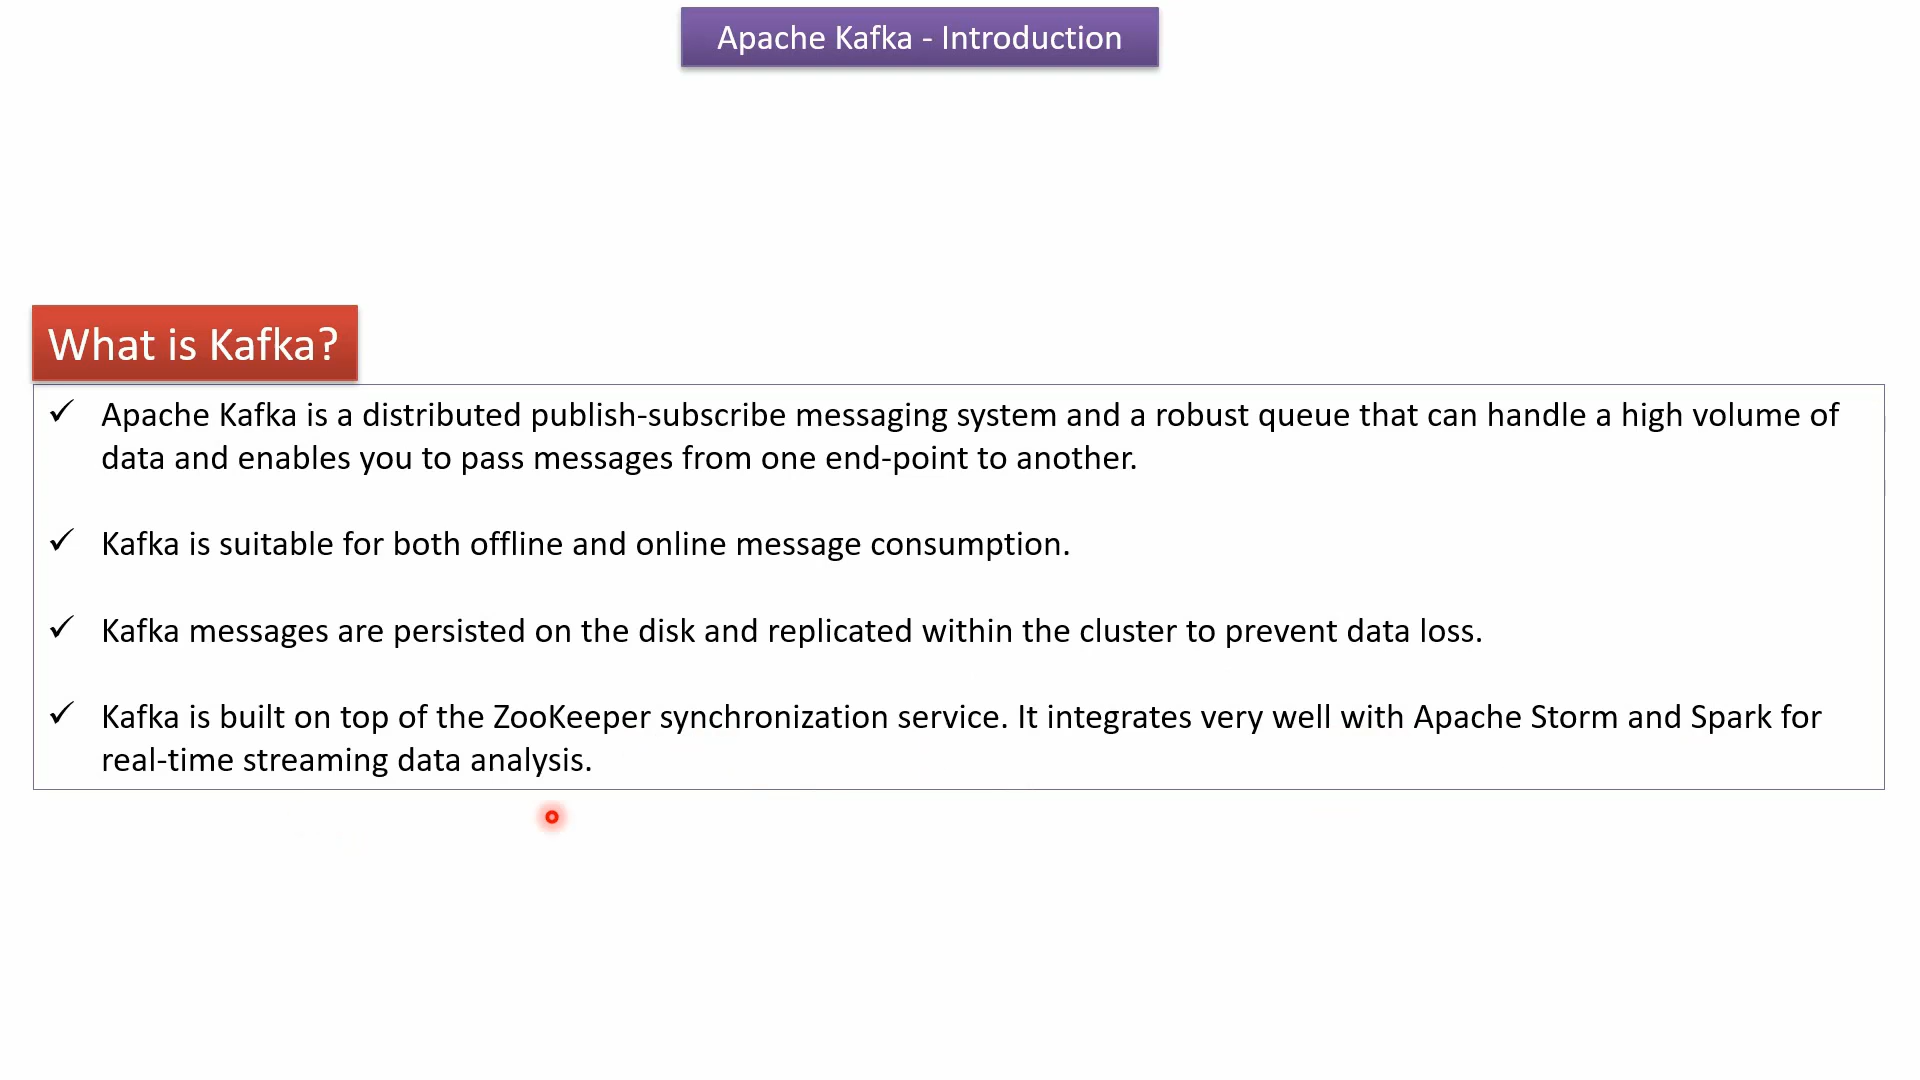 Apache Kafka - Introduction
What is Kafka?
✓ Apache Kafka is a distributed publish-subscribe messaging system and a robust queue that can handle a high volume of
data and enables you to pass messages from one end-point to another.
✓ Kafka is suitable for both offline and online message consumption.
✓ Kafka messages are persisted on the disk and replicated within the cluster to prevent data loss.
✓ Kafka is built on top of the ZooKeeper synchronization service. It integrates very well with Apache Storm and Spark for
real-time streaming data analysis.